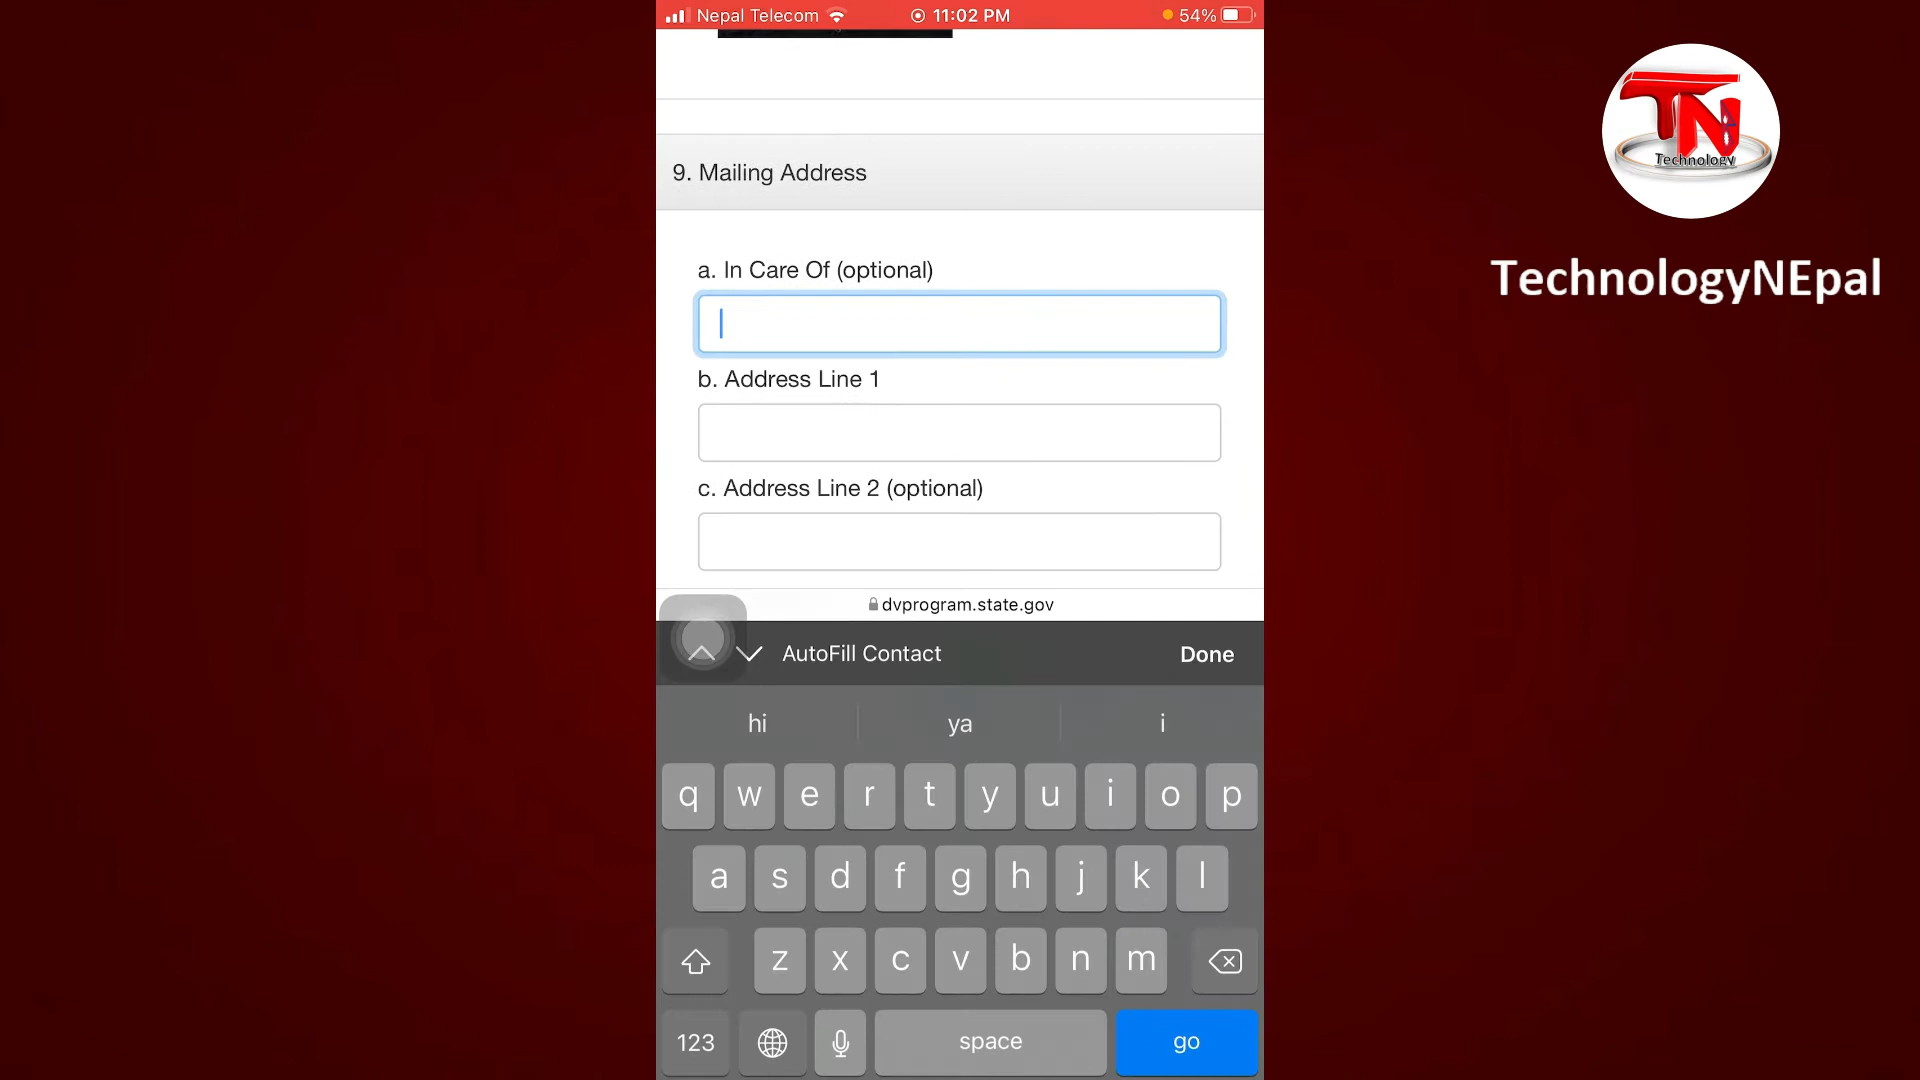 Nepal Telecom
11:02 PM
54%
9. Mailing Address
a. In Care Of (optional)
b. Address Line 1
c. Address Line 2 (optional)
dvprogram.state.gov
AutoFill Contact
Done
hi ya i
q w e r t y u i o p
a s d f g h j k l
z x c v b n m
123 space go
TN
Technology
TechnologyNEpal